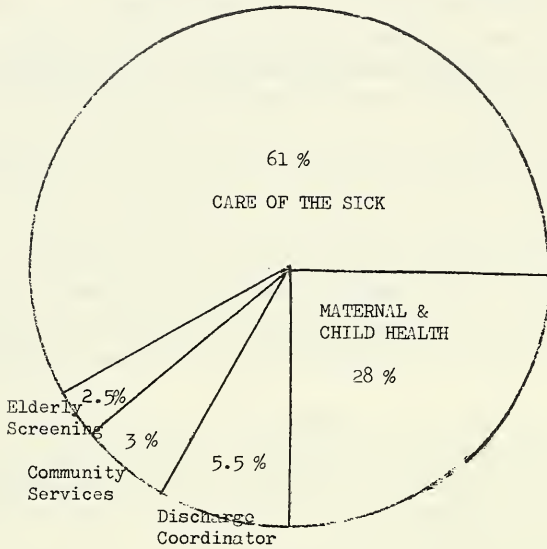 61 %
CARE OF THE SICK
MATERNAL &
CHILD HEALTH
28 %
2.5%
Elderly
Screening
3 %
Community
Services
5.5 %
Discharge
Coordinator